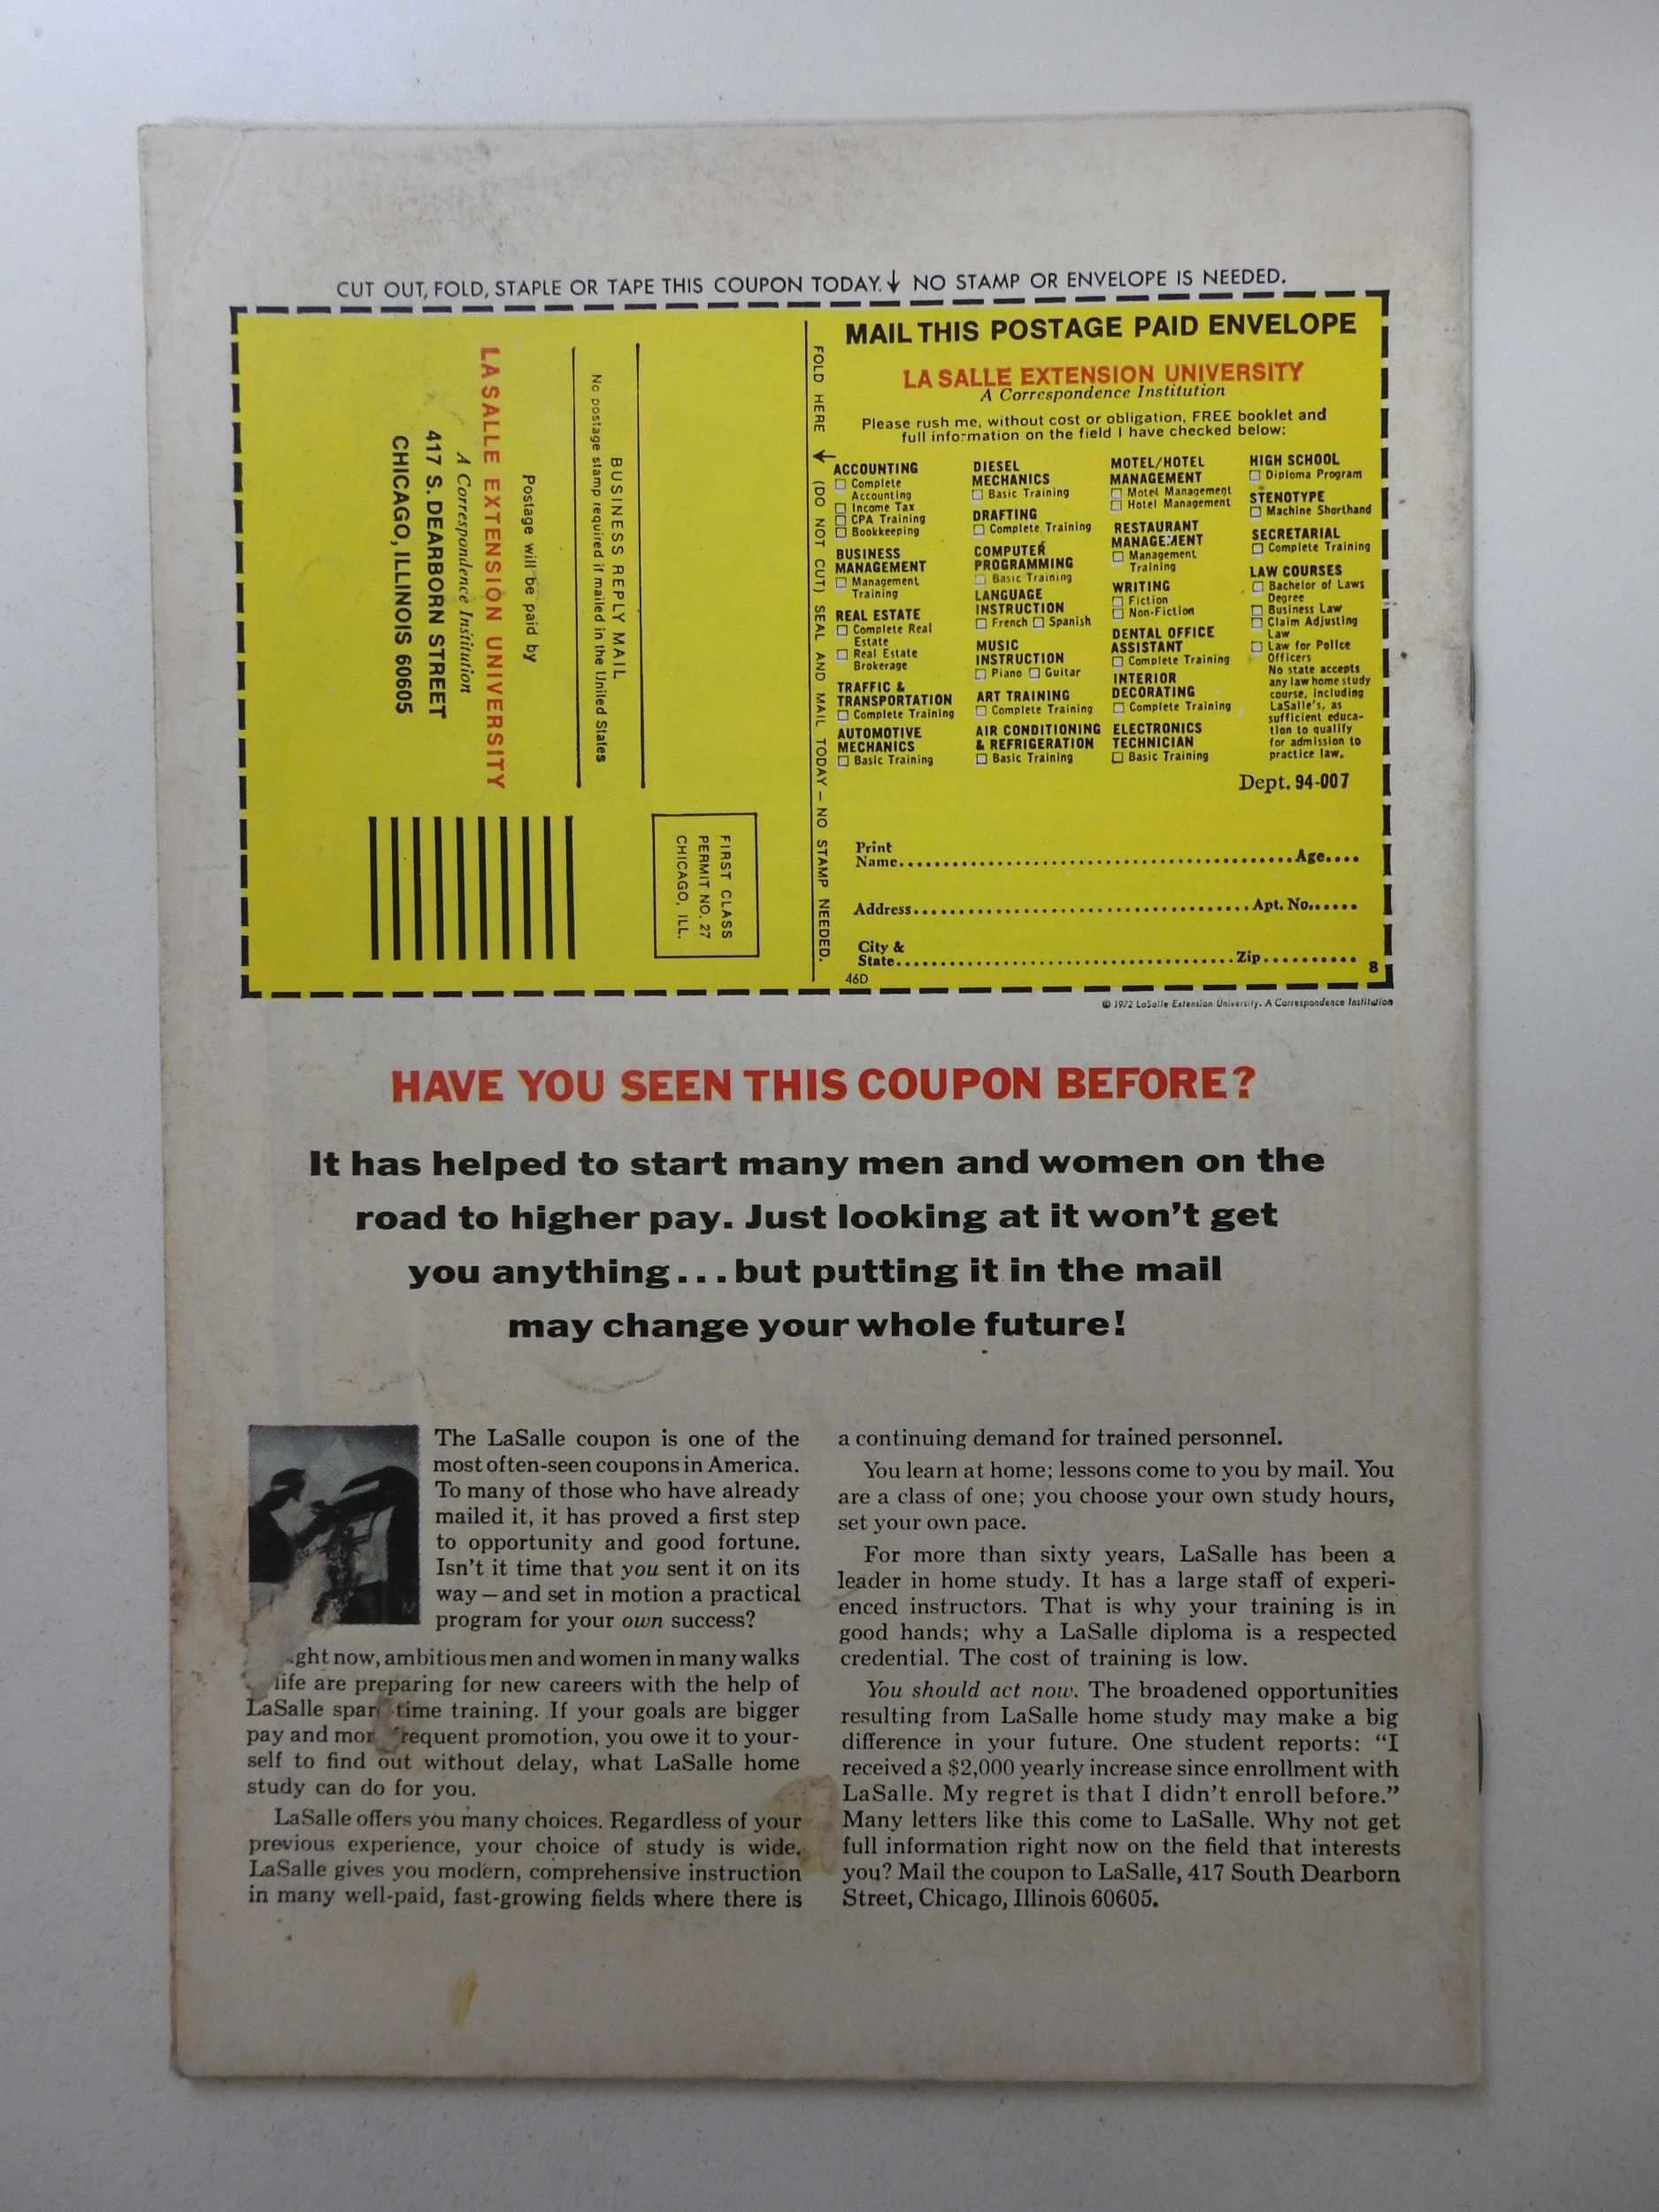 CUT OUT, FOLD, STAPLE OR TAPE THIS COUPON TODAY. ↓ NO STAMP OR ENVELOPE IS NEEDED.
BUSINESS REPLY MAIL
No postage stamp required if mailed in the United States
Postage will be paid by
LA SALLE EXTENSION UNIVERSITY
A Correspondence Institution
417 S. DEARBORN STREET
CHICAGO, ILLINOIS 60605
FIRST CLASS
PERMIT NO. 27
CHICAGO, ILL.
FOLD HERE ↓ (DO NOT CUT) SEAL AND MAIL TODAY — NO STAMP NEEDED.
MAIL THIS POSTAGE PAID ENVELOPE
LA SALLE EXTENSION UNIVERSITY
A Correspondence Institution
Please rush me, without cost or obligation, FREE booklet and
full information on the field I have checked below:
ACCOUNTING
☐ Complete
Accounting
☐ Income Tax
☐ CPA Training
☐ Bookkeeping
BUSINESS
MANAGEMENT
☐ Management
Training
REAL ESTATE
☐ Complete Real
Estate
☐ Real Estate
Brokerage
TRAFFIC &
TRANSPORTATION
☐ Complete Training
AUTOMOTIVE
MECHANICS
☐ Basic Training
DIESEL
MECHANICS
☐ Basic Training
DRAFTING
☐ Complete Training
COMPUTER
PROGRAMMING
☐ Basic Training
LANGUAGE
INSTRUCTION
☐ French ☐ Spanish
MUSIC
INSTRUCTION
☐ Piano ☐ Guitar
ART TRAINING
☐ Complete Training
AIR CONDITIONING
& REFRIGERATION
☐ Basic Training
MOTEL/HOTEL
MANAGEMENT
☐ Motel Management
☐ Hotel Management
RESTAURANT
MANAGEMENT
☐ Management
Training
WRITING
☐ Fiction
☐ Non-Fiction
DENTAL OFFICE
ASSISTANT
☐ Complete Training
INTERIOR
DECORATING
☐ Complete Training
ELECTRONICS
TECHNICIAN
☐ Basic Training
HIGH SCHOOL
☐ Diploma Program
STENOTYPE
☐ Machine Shorthand
SECRETARIAL
☐ Complete Training
LAW COURSES
☐ Bachelor of Laws
Degree
☐ Business Law
☐ Claim Adjusting
Law
☐ Law for Police
Officers
No state accepts
any law home study
course, including
LaSalle's, as
sufficient educa-
tion to qualify
for admission to
practice law.
Dept. 94-007
Print
Name.......... Age....
Address.......... Apt. No......
City &
State.......... Zip..........
46D
8
© 1972 LaSalle Extension University. A Correspondence Institution
HAVE YOU SEEN THIS COUPON BEFORE?
It has helped to start many men and women on the
road to higher pay. Just looking at it won't get
you anything...but putting it in the mail
may change your whole future!
The LaSalle coupon is one of the
most often-seen coupons in America.
To many of those who have already
mailed it, it has proved a first step
to opportunity and good fortune.
Isn't it time that you sent it on its
way — and set in motion a practical
program for your own success?
ght now, ambitious men and women in many walks
life are preparing for new careers with the help of
LaSalle spar time training. If your goals are bigger
pay and mor frequent promotion, you owe it to your-
self to find out without delay, what LaSalle home
study can do for you.
LaSalle offers you many choices. Regardless of your
previous experience, your choice of study is wide.
LaSalle gives you modern, comprehensive instruction
in many well-paid, fast-growing fields where there is
a continuing demand for trained personnel.
You learn at home; lessons come to you by mail. You
are a class of one; you choose your own study hours,
set your own pace.
For more than sixty years, LaSalle has been a
leader in home study. It has a large staff of experi-
enced instructors. That is why your training is in
good hands; why a LaSalle diploma is a respected
credential. The cost of training is low.
You should act now. The broadened opportunities
resulting from LaSalle home study may make a big
difference in your future. One student reports: “I
received a $2,000 yearly increase since enrollment with
LaSalle. My regret is that I didn't enroll before.”
Many letters like this come to LaSalle. Why not get
full information right now on the field that interests
you? Mail the coupon to LaSalle, 417 South Dearborn
Street, Chicago, Illinois 60605.